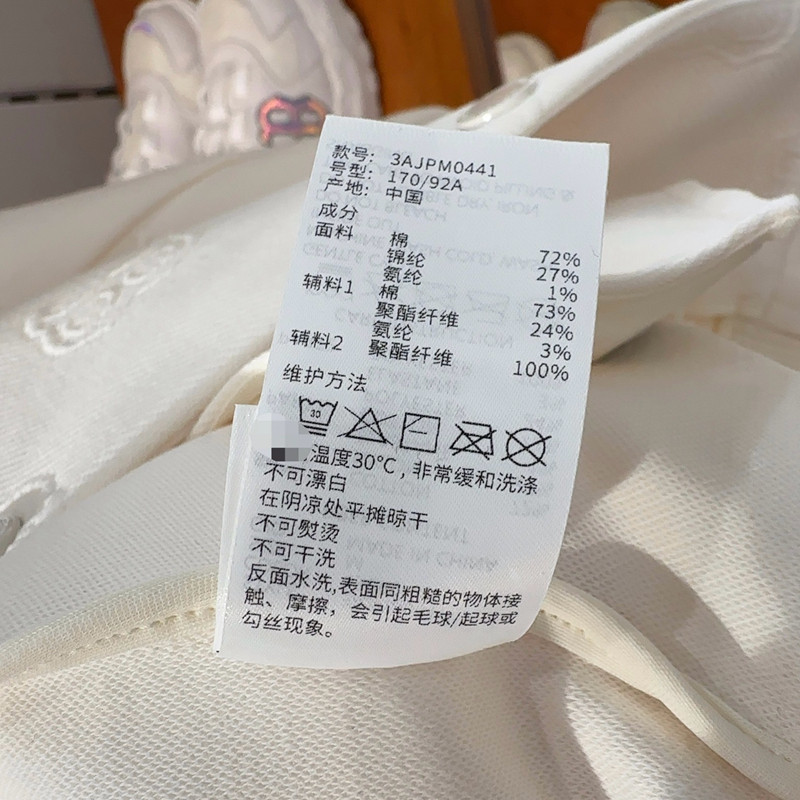 款号: 3AJPM0441
号型: 170/92A
产地: 中国
成分
面料 棉 72%
锦纶 27%
氨纶 1%
辅料1 棉 73%
聚酯纤维 24%
氨纶 3%
辅料2 聚酯纤维 100%
维护方法
30
温度30℃,非常缓和洗涤
不可漂白
在阴凉处平摊晾干
不可熨烫
不可干洗
反面水洗,表面同粗糙的物体接
触、摩擦，会引起毛球/起球或
勾丝现象。